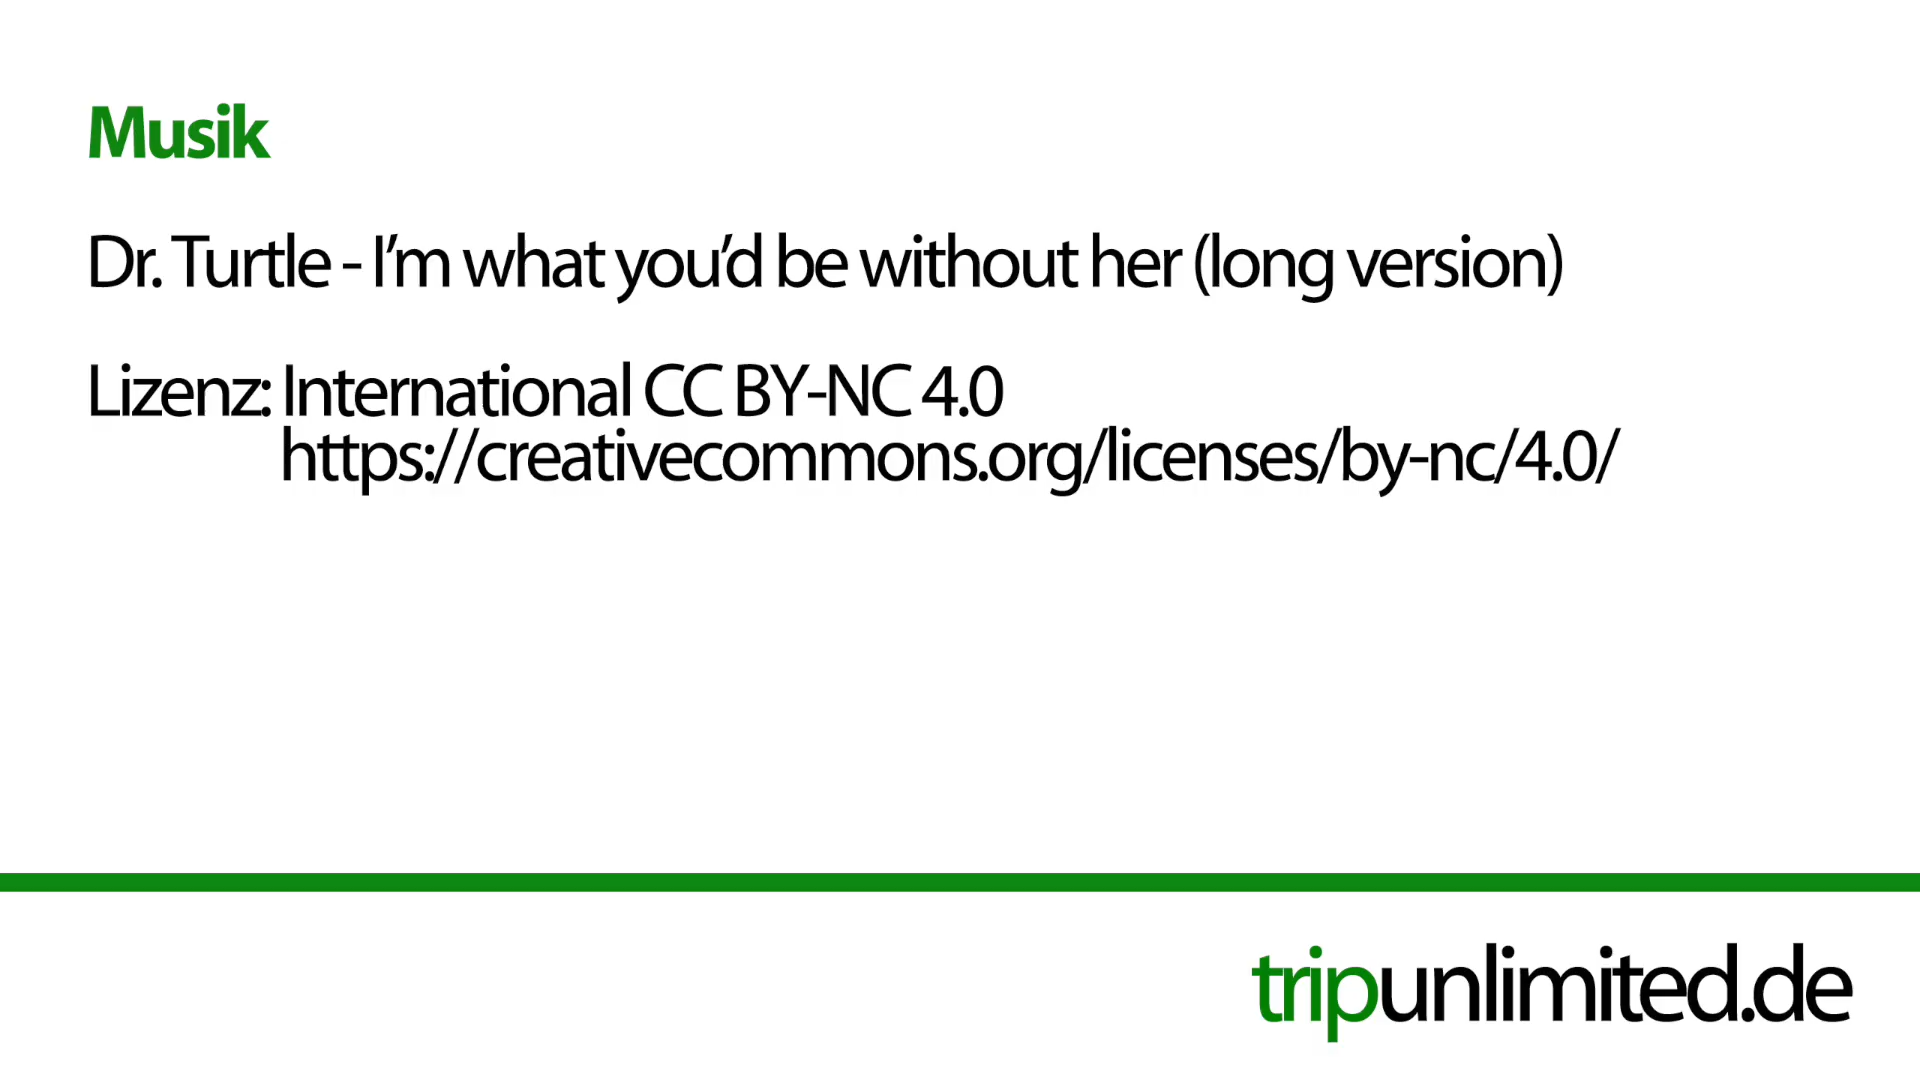 Musik
Dr. Turtle - I’m what you’d be without her (long version)
Lizenz: International CC BY-NC 4.0
https://creativecommons.org/licenses/by-nc/4.0/
tripunlimited.de